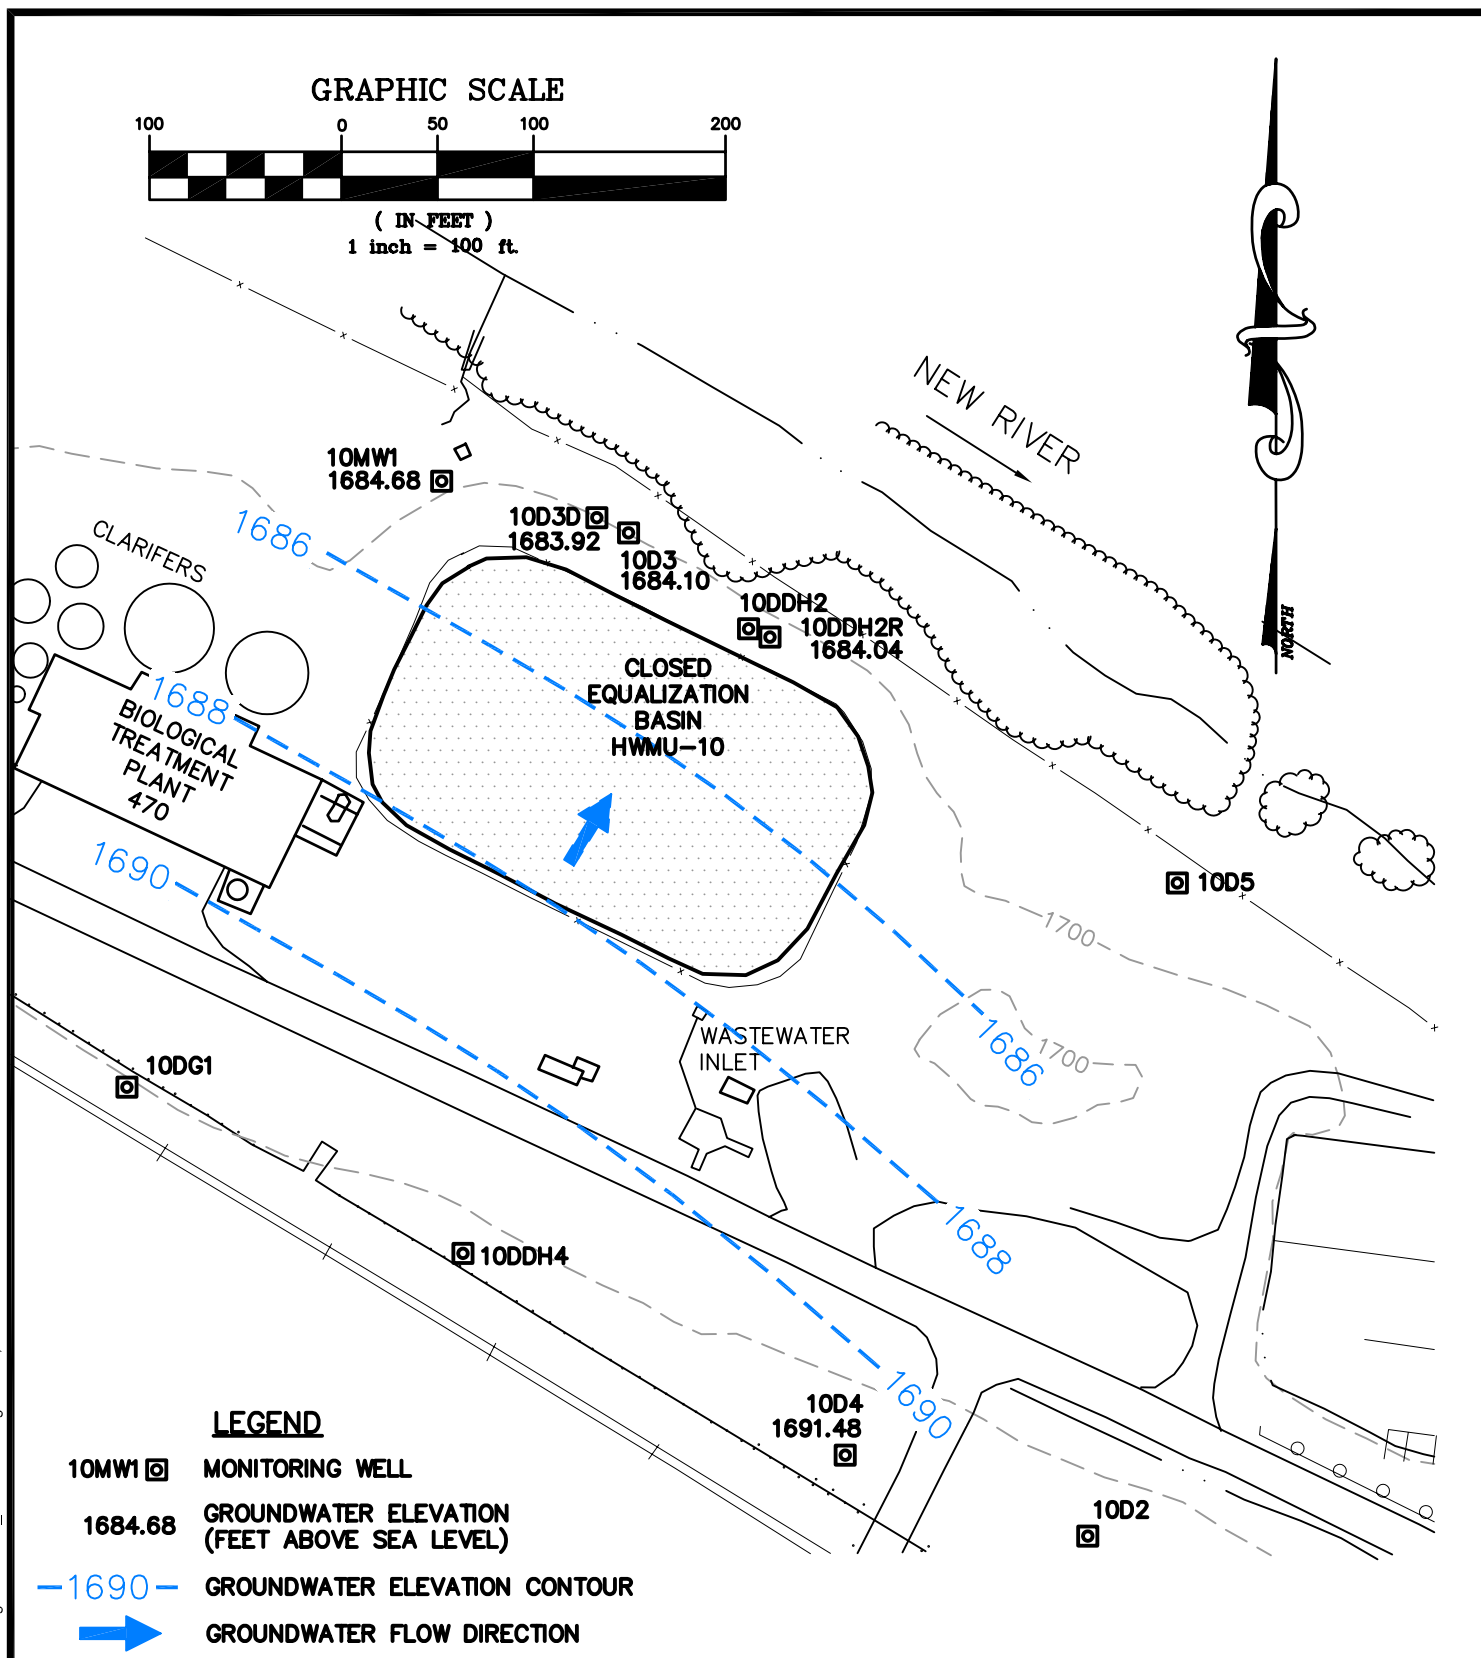 GRAPHIC SCALE
100 0 50 100 200
( IN FEET )
1 inch = 100 ft.
NEW RIVER
NORTH
10MW1
1684.68
10D3D
1683.92
10D3
1684.10
1686
CLARIFERS
10DDH2
10DDH2R
1684.04
CLOSED
EQUALIZATION
BASIN
HWMU-10
1688
BIOLOGICAL
TREATMENT
PLANT
470
1690
10D5
1700
1700
1686
WASTEWATER
INLET
10DG1
10DDH4
1688
1690
10D4
1691.48
10D2
LEGEND
10MW1 MONITORING WELL
1684.68 GROUNDWATER ELEVATION
(FEET ABOVE SEA LEVEL)
1690 GROUNDWATER ELEVATION CONTOUR
GROUNDWATER FLOW DIRECTION